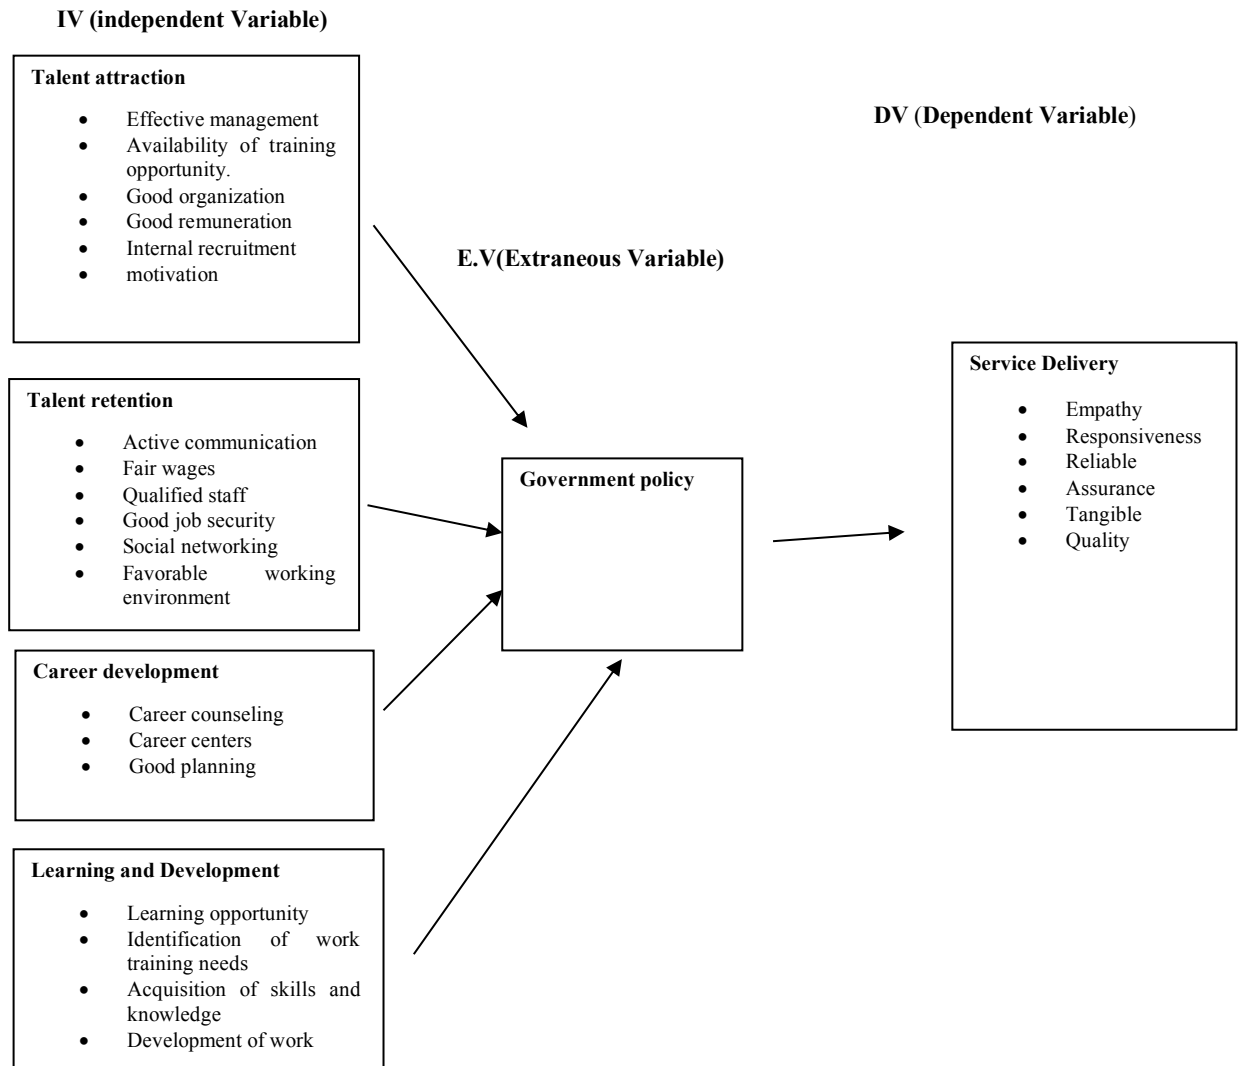 IV (independent Variable)
Talent attraction
• Effective management
• Availability of training
opportunity.
• Good organization
• Good remuneration
• Internal recruitment
• motivation
DV (Dependent Variable)
E.V(Extraneous Variable)
Talent retention
• Active communication
• Fair wages
• Qualified staff
• Good job security
• Social networking
• Favorable working
environment
Government policy
Service Delivery
• Empathy
• Responsiveness
• Reliable
• Assurance
• Tangible
• Quality
Career development
• Career counseling
• Career centers
• Good planning
Learning and Development
• Learning opportunity
• Identification of work
training needs
• Acquisition of skills and
knowledge
• Development of work